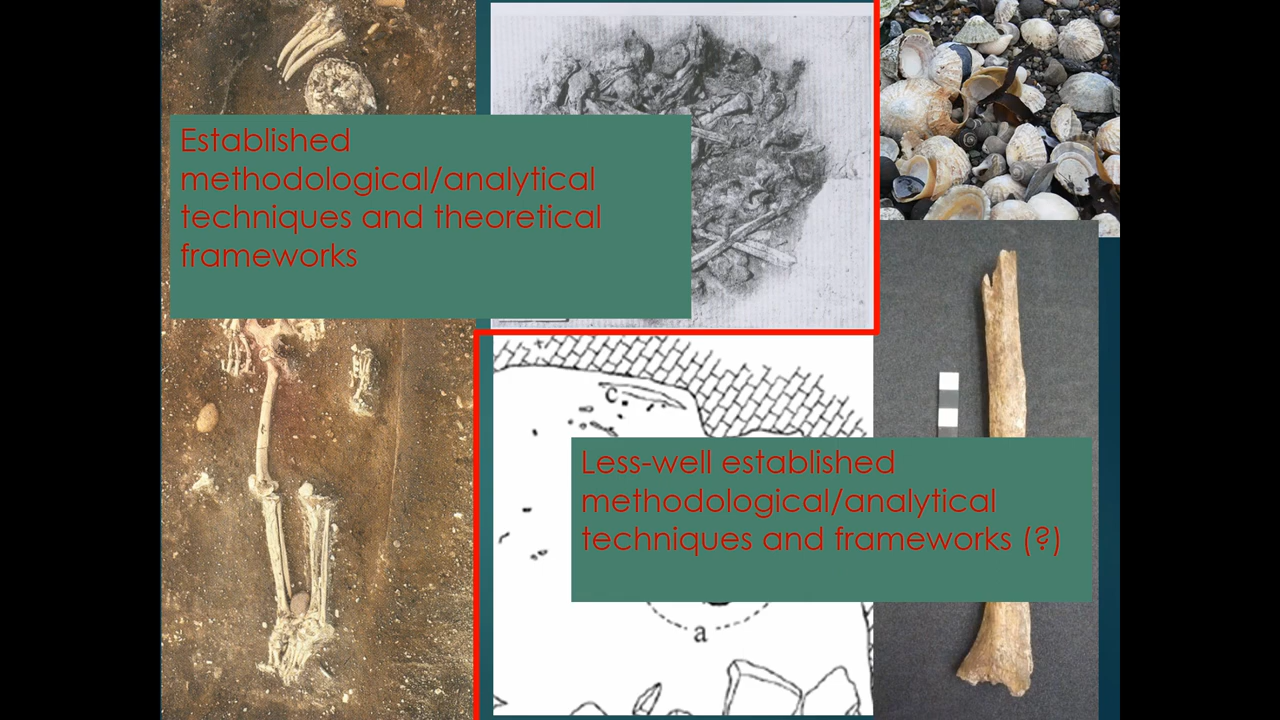 Established
methodological/analytical
techniques and theoretical
frameworks
c
Less-well established
methodological/analytical
techniques and frameworks (?)
a